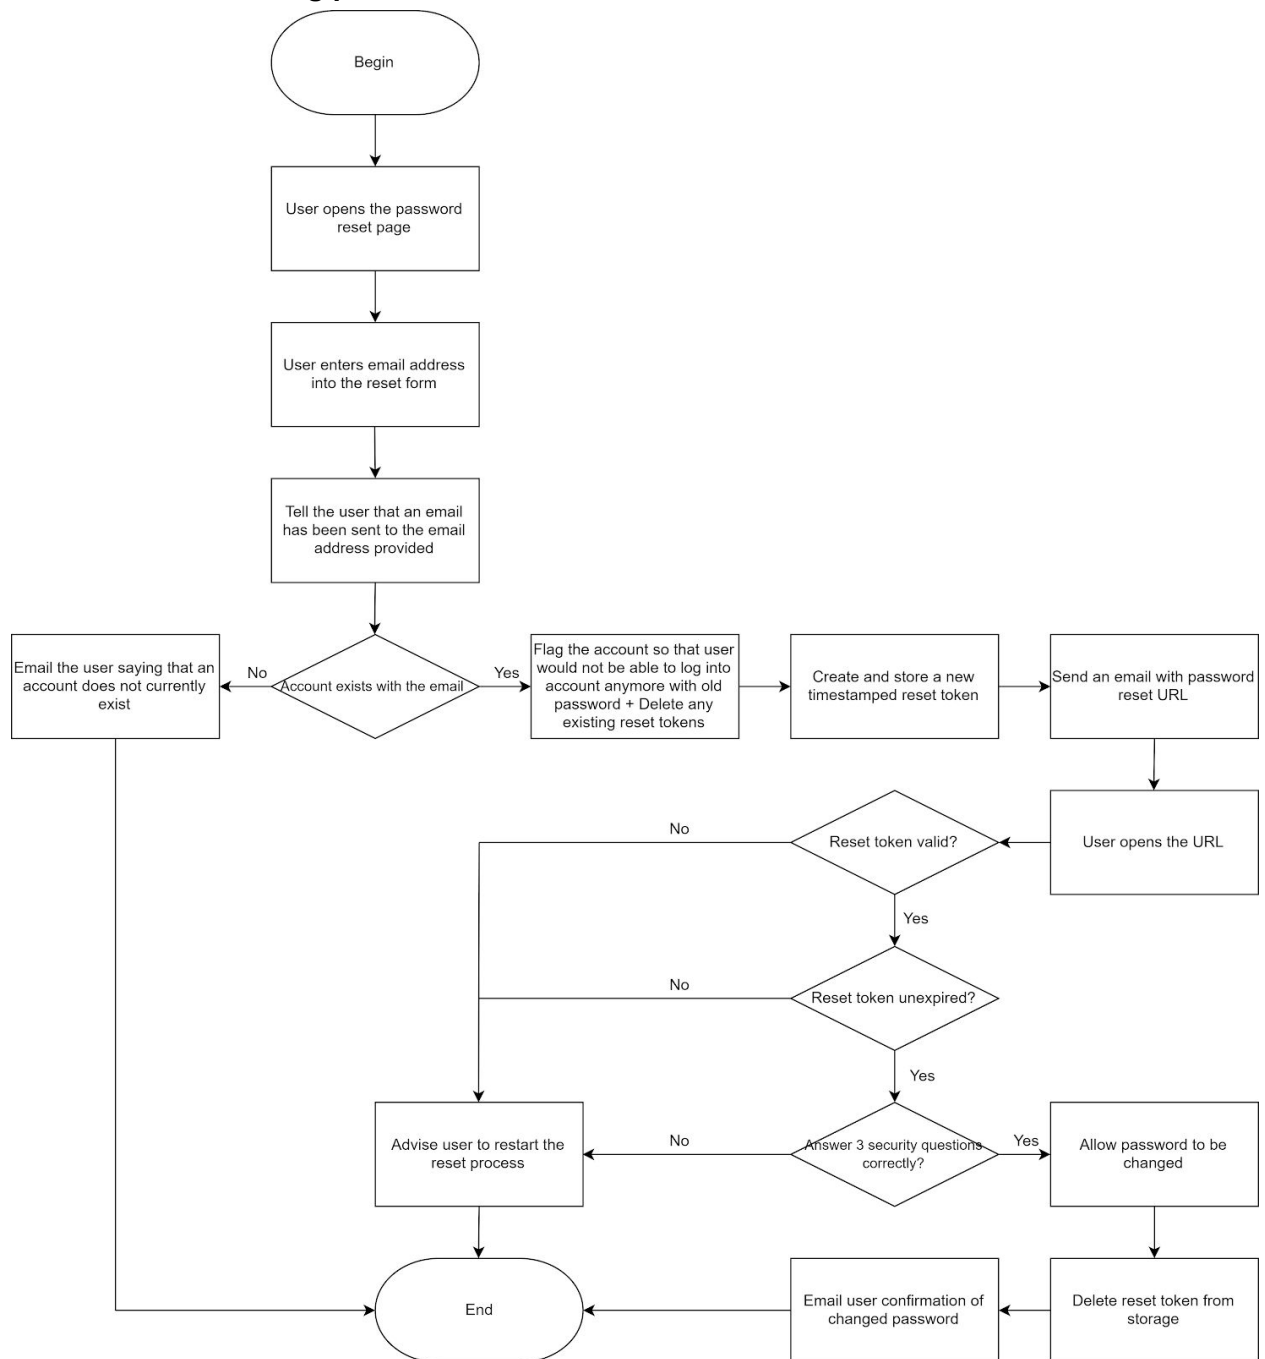 Begin
User opens the password
reset page
User enters email address
into the reset form
Tell the user that an email
has been sent to the email
address provided
Email the user saying that an
account does not currently
exist
No
Account exists with the email
Yes
Flag the account so that user
would not be able to log into
account anymore with old
password + Delete any
existing reset tokens
Create and store a new
timestamped reset token
Send an email with password
reset URL
No
Reset token valid?
User opens the URL
Yes
No
Reset token unexpired?
Yes
Advise user to restart the
reset process
No
Answer 3 security questions
correctly?
Yes
Allow password to be
changed
End
Email user confirmation of
changed password
Delete reset token from
storage